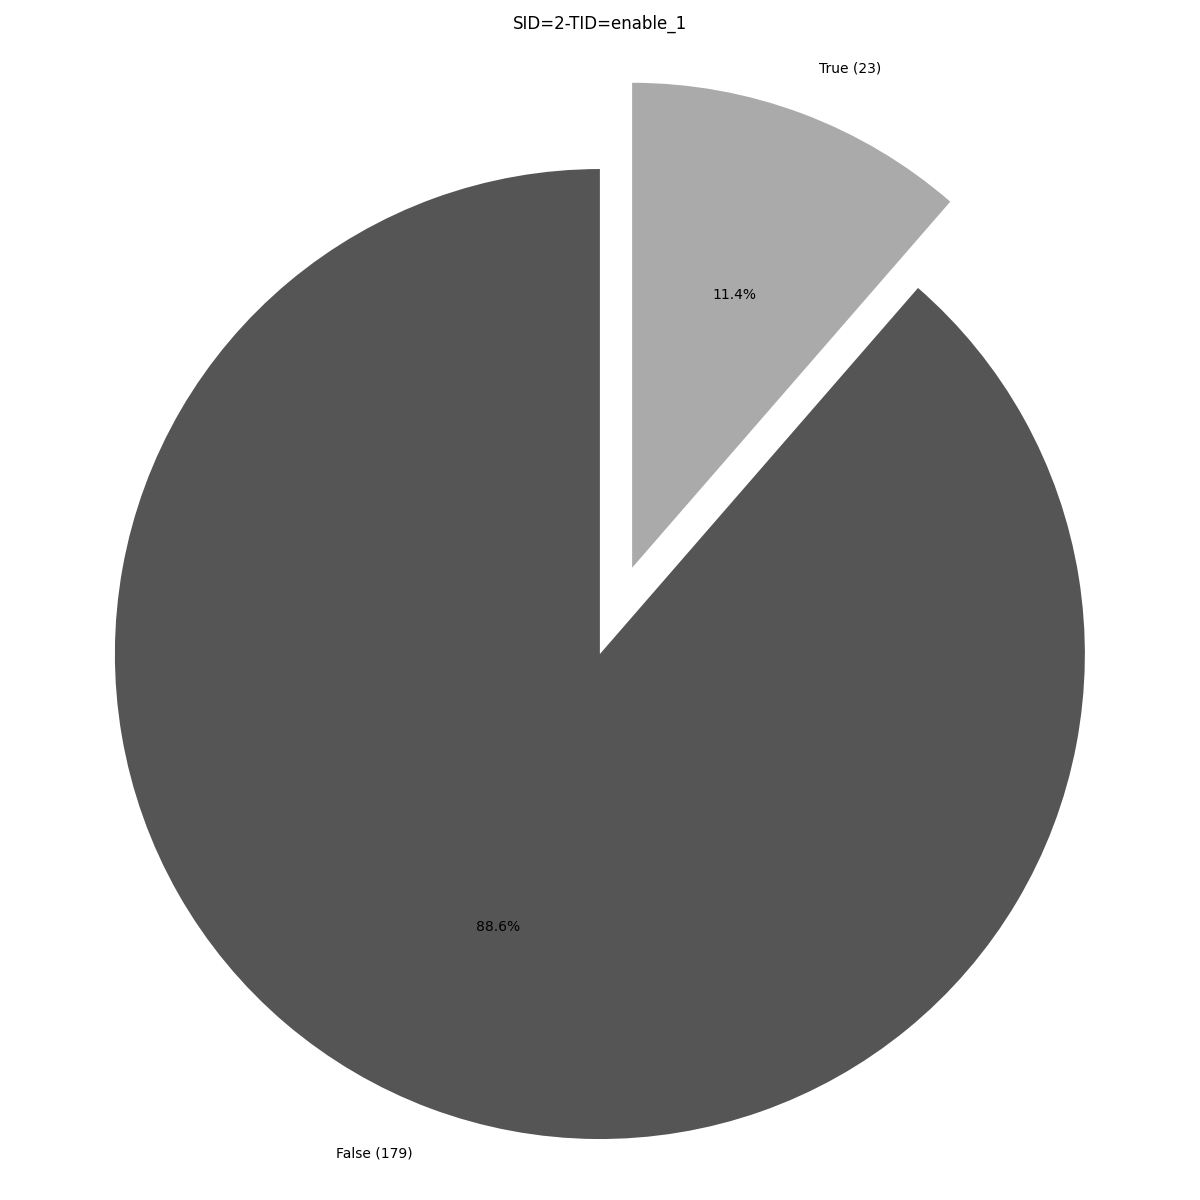 SID=2-TID=enable_1
True (23)
11.4%
88.6%
False (179)